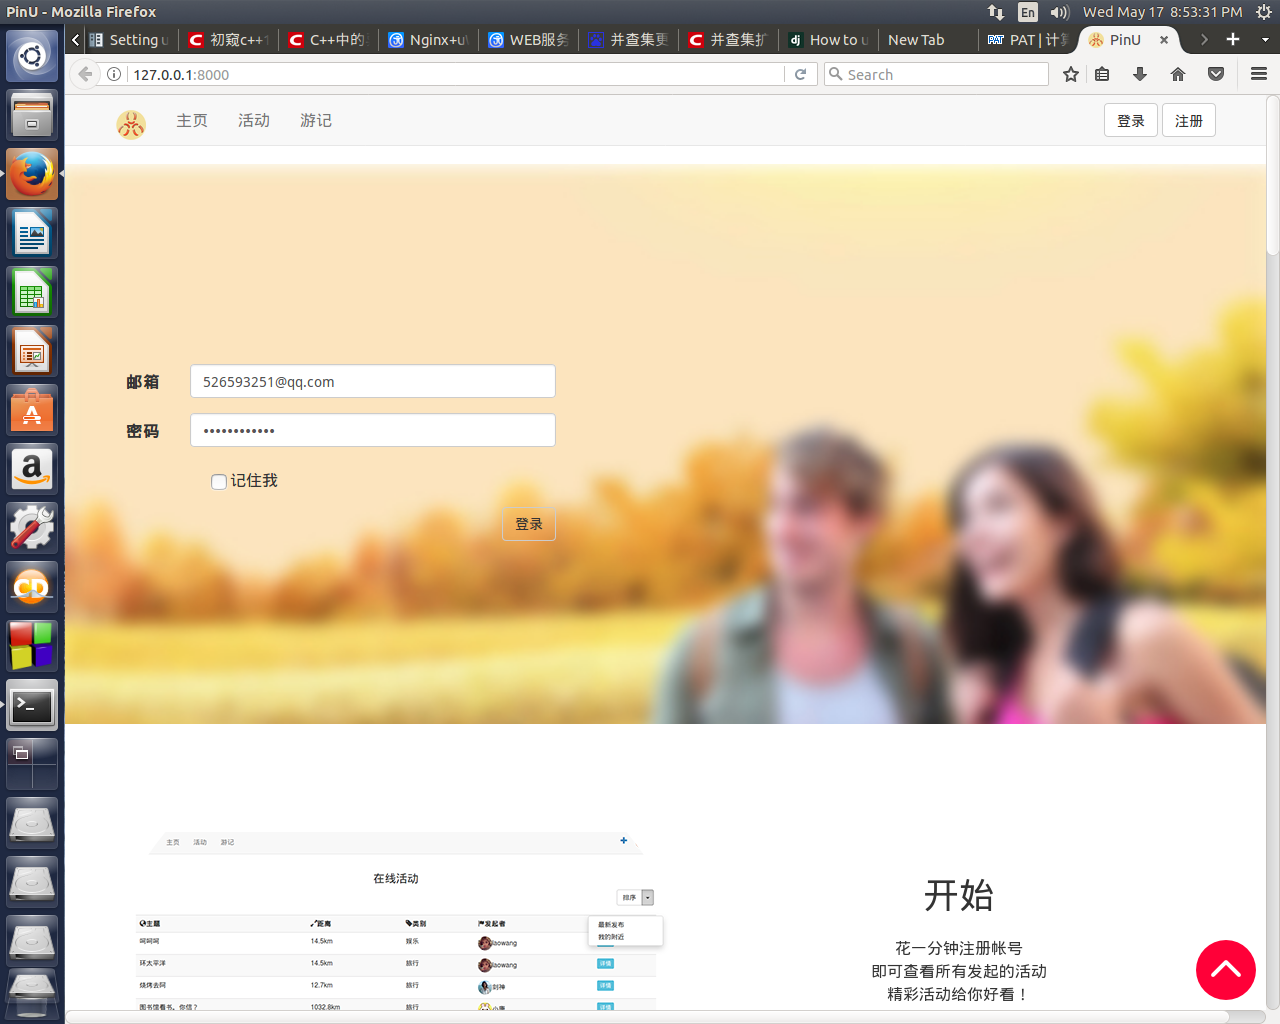 PinU - Mozilla Firefox
En
Wed May 17 8:53:31 PM
Setting u
初窥c++1
C++中的
Nginx+uV
WEB服务
并查集更
并查集扩
How to u
New Tab
PAT | 计算
PinU
127.0.0.1:8000
Search
主页
活动
游记
登录
注册
邮箱
526593251@qq.com
密码
记住我
登录
主页
活动
游记
在线活动
排序
最新发布
我的附近
主题
距离
类别
发起者
呵呵呵
14.5km
娱乐
laowang
环太平洋
14.5km
旅行
laowang
详情
烧烤去阿
12.7km
旅行
刘神
详情
图书馆看书。你信？
1032.8km
旅行
小唐
详情
开始
花一分钟注册帐号
即可查看所有发起的活动
精彩活动给你好看！